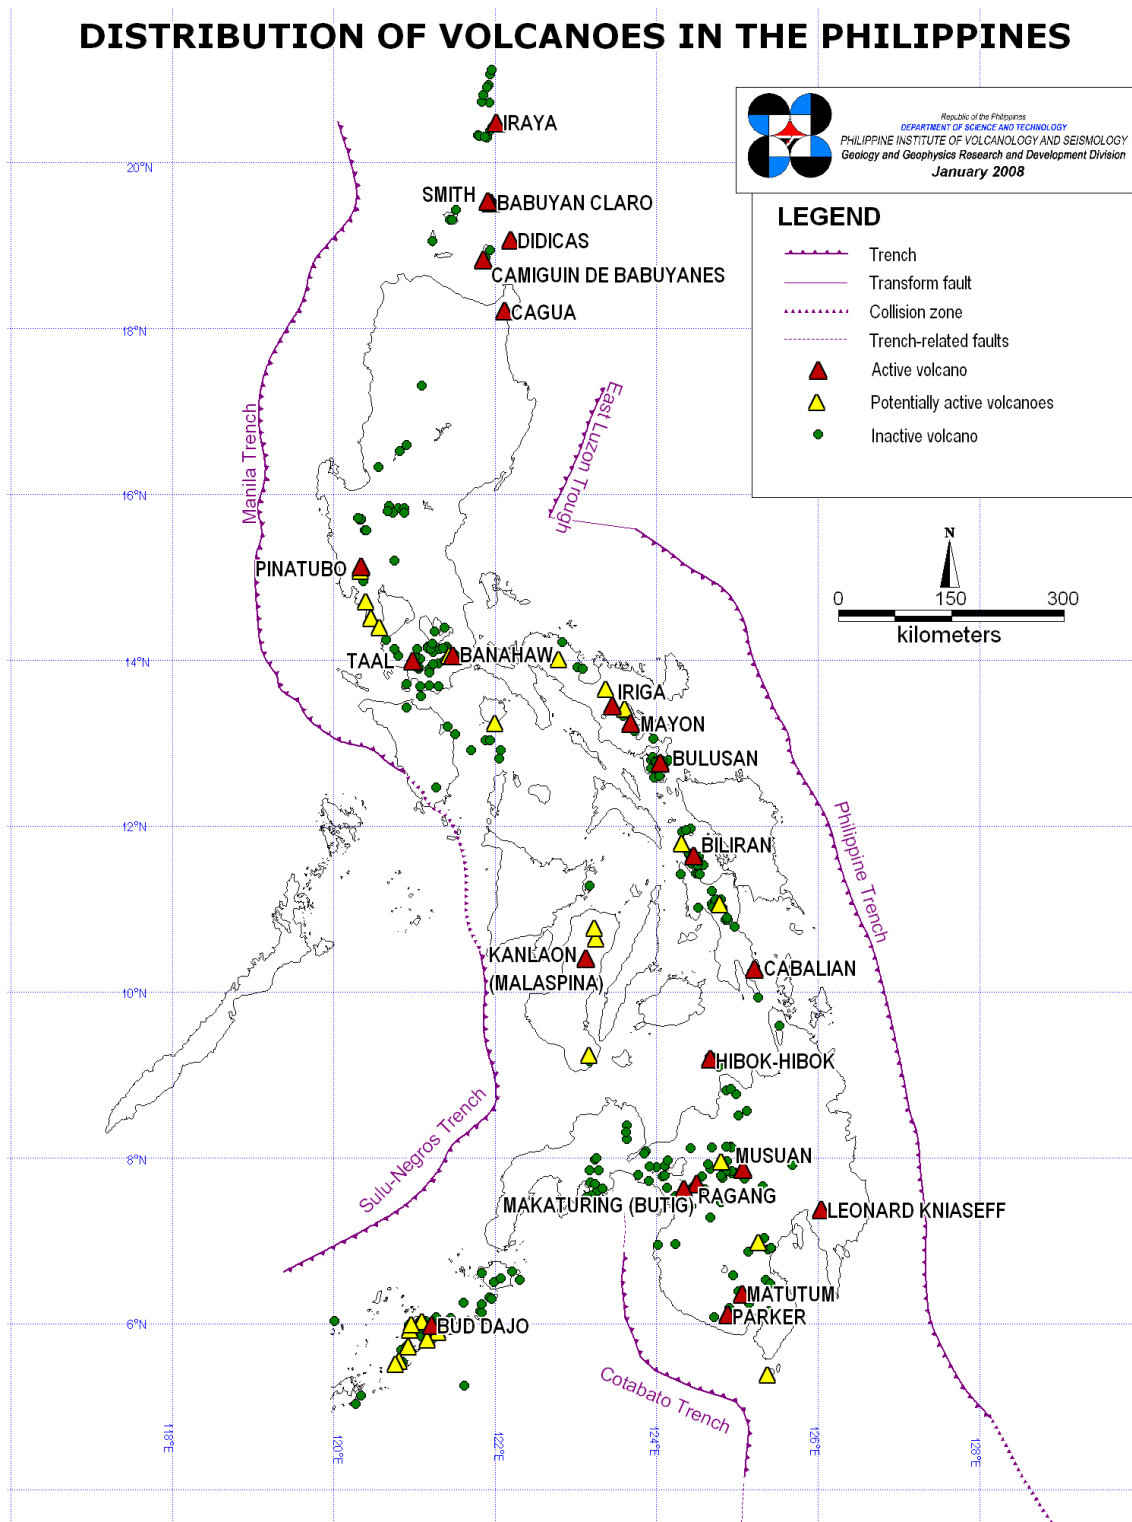 DISTRIBUTION OF VOLCANOES IN THE PHILIPPINES
Republic of the Philippines
DEPARTMENT OF SCIENCE AND TECHNOLOGY
PHILIPPINE INSTITUTE OF VOLCANOLOGY AND SEISMOLOGY
Geology and Geophysics Research and Development Division
January 2008
LEGEND
Trench
Transform fault
Collision zone
Trench-related faults
Active volcano
Potentially active volcanoes
Inactive volcano
N
0 150 300
kilometers
IRAYA
20°N
SMITH
BABUYAN CLARO
DIDICAS
CAMIGUIN DE BABUYANES
CAGUA
18°N
Manila Trench
East Luzon Trough
16°N
PINATUBO
14°N
TAAL
BANAHAW
IRIGA
MAYON
BULUSAN
12°N
BILIRAN
Philippine Trench
KANLAON
(MALASPINA)
CABALIAN
10°N
HIBOK-HIBOK
Sulu-Negros Trench
8°N
MUSUAN
RAGANG
MAKATURING (BUTIG)
LEONARD KNIASEFF
MATUTUM
PARKER
6°N
BUD DAJO
Cotabato Trench
118°E
120°E
122°E
124°E
126°E
128°E